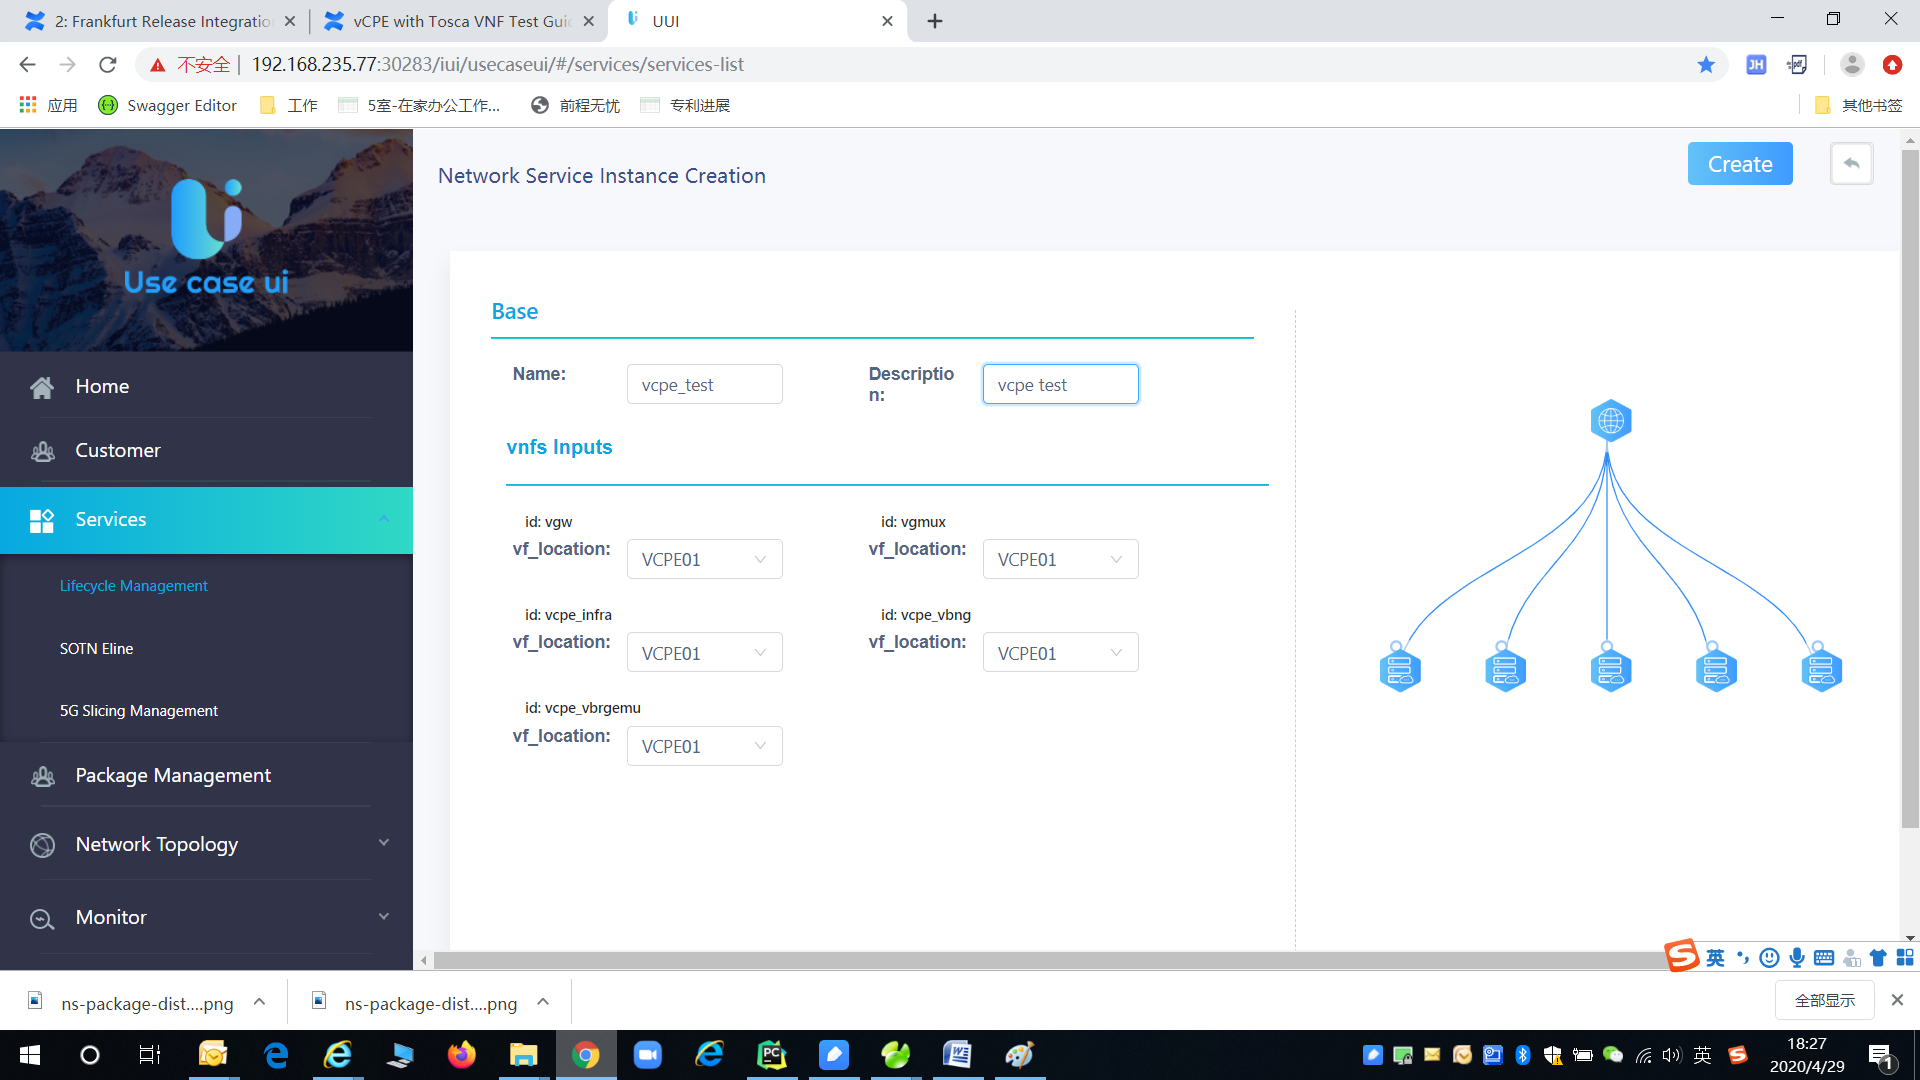 2: Frankfurt Release Integratio
vCPE with Tosca VNF Test Gui
UUI
不安全 | 192.168.235.77:30283/iui/usecaseui/#/services/services-list
应用
Swagger Editor
工作
5室-在家办公工作...
前程无忧
专利进展
其他书签
Use case ui
Home
Customer
Services
Lifecycle Management
SOTN Eline
5G Slicing Management
Package Management
Network Topology
Monitor
Network Service Instance Creation
Create
Base
Name:
vcpe_test
Descriptio
n:
vcpe test
vnfs Inputs
id: vgw
vf_location:
VCPE01
id: vgmux
vf_location:
VCPE01
id: vcpe_infra
vf_location:
VCPE01
id: vcpe_vbng
vf_location:
VCPE01
id: vcpe_vbrgemu
vf_location:
VCPE01
英
ns-package-dist....png
ns-package-dist....png
全部显示
英
18:27
2020/4/29
1